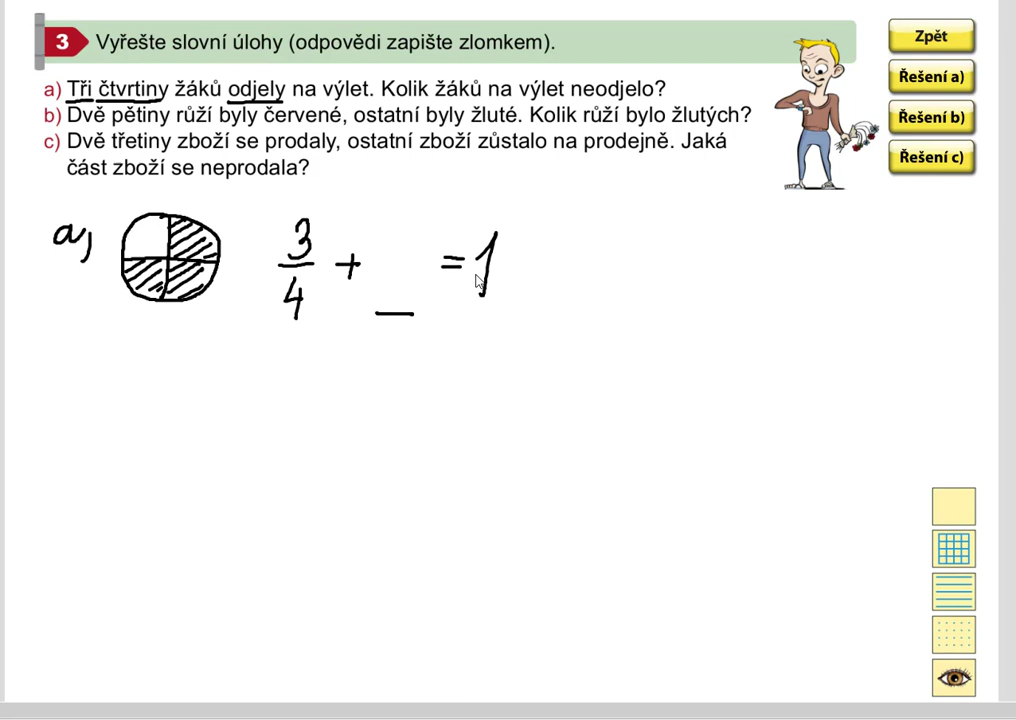 3 Vyřešte slovní úlohy (odpovědi zapište zlomkem).
Zpět
Řešení a)
Řešení b)
Řešení c)
a) Tři čtvrtiny žáků odjely na výlet. Kolik žáků na výlet neodjelo?
b) Dvě pětiny růží byly červené, ostatní byly žluté. Kolik růží bylo žlutých?
c) Dvě třetiny zboží se prodaly, ostatní zboží zůstalo na prodejně. Jaká
část zboží se neprodala?
a) 3/4 + _ = 1